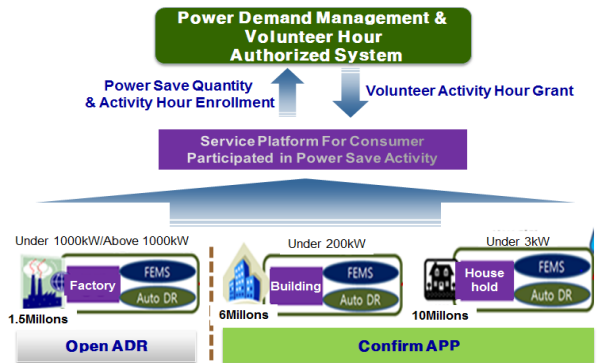 Power Demand Management &
Volunteer Hour
Authorized System
Power Save Quantity
& Activity Hour Enrollment
Volunteer Activity Hour Grant
Service Platform For Consumer
Participated in Power Save Activity
Under 1000kW/Above 1000kW
Factory
FEMS
Auto DR
1.5Millons
Under 200kW
Building
FEMS
Auto DR
6Millons
Under 3kW
House
hold
FEMS
Auto DR
10Millons
Open ADR
Confirm APP